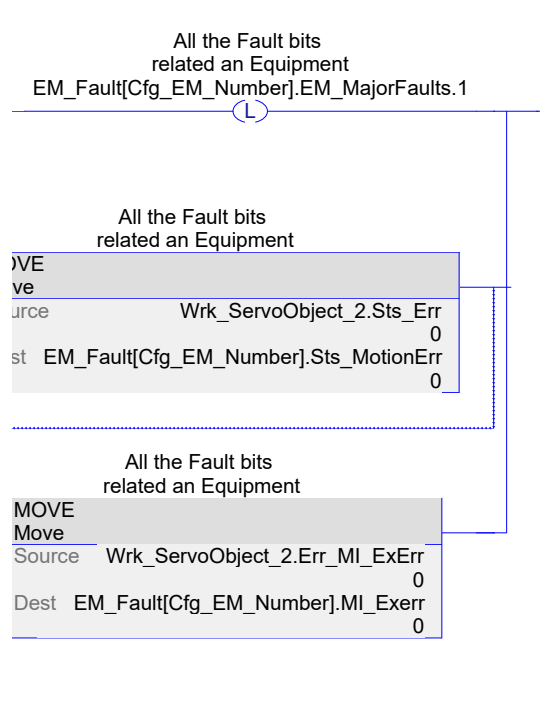 All the Fault bits
related an Equipment
EM_Fault[Cfg_EM_Number].EM_MajorFaults.1
L
All the Fault bits
related an Equipment
OVE
ve
urce Wrk_ServoObject_2.Sts_Err
0
st EM_Fault[Cfg_EM_Number].Sts_MotionErr
0
All the Fault bits
related an Equipment
MOVE
Move
Source Wrk_ServoObject_2.Err_MI_ExErr
0
Dest EM_Fault[Cfg_EM_Number].MI_Exerr
0